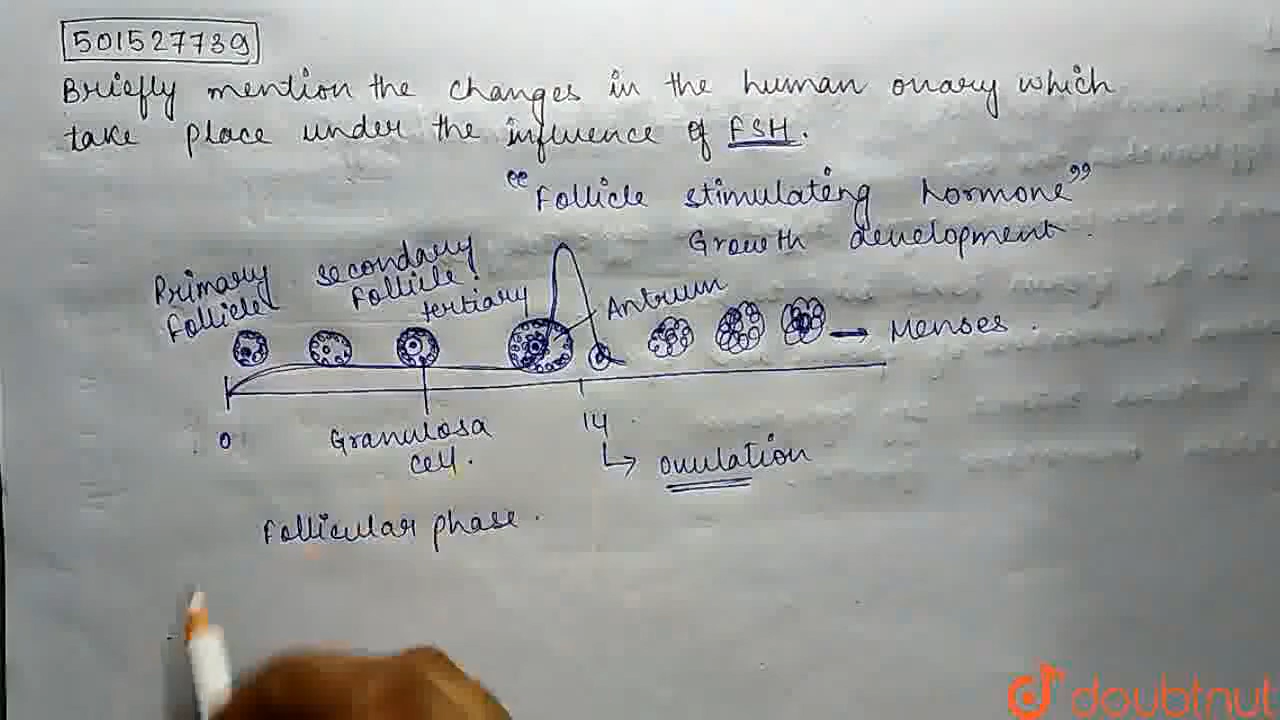 501527739
Briefly mention the changes in the human ovary which
take place under the influence of FSH.
"Follicle stimulating hormone"
Growth development.
Primary
follicle
secondary
follicle.
tertiary
Antrum
Menses.
0
Granulosa
cell.
14
ovulation
follicular phase.
doubtnut